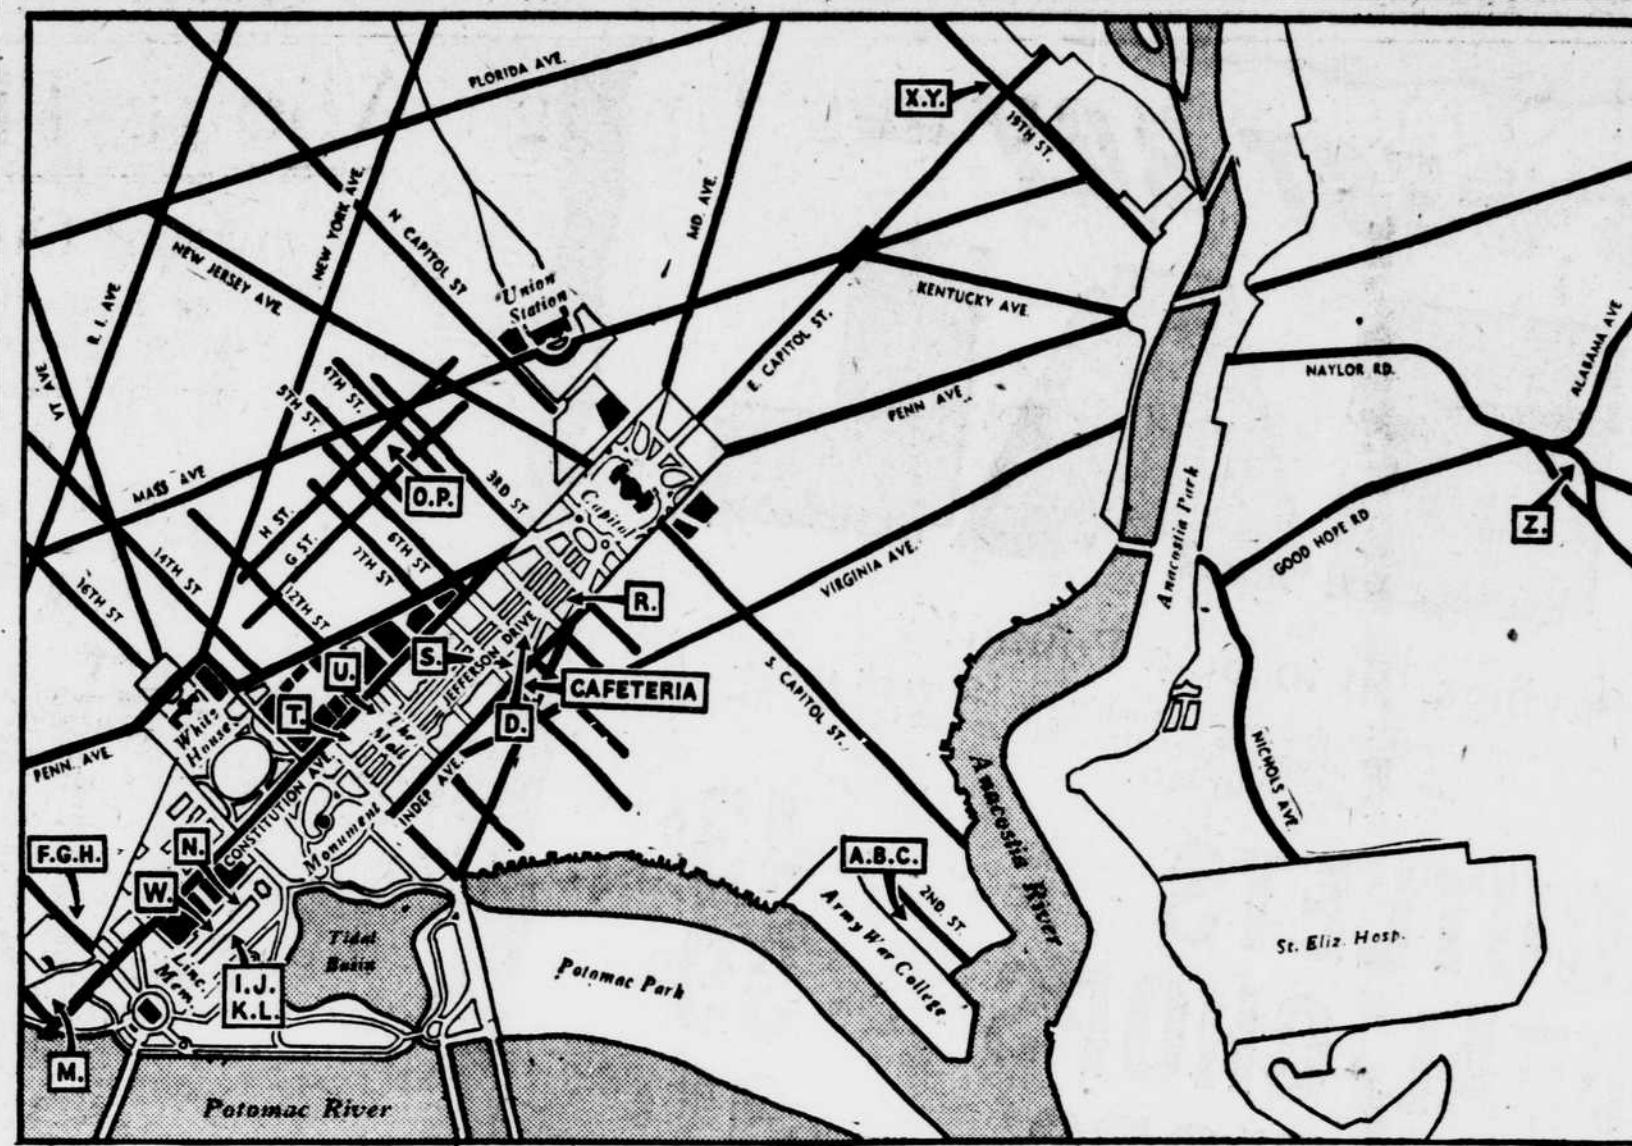 FLORIDA AVE.
X.Y.
19TH ST.
MD. AVE.
NEW YORK AVE.
N CAPITOL ST
NEW JERSEY AVE.
R. I. AVE
Union
Station
KENTUCKY AVE.
E. CAPITOL ST.
ALABAMA AVE
NAYLOR RD.
VT AVE
4TH ST.
5TH ST.
PENN AVE.
MASS AVE
O.P.
3RD ST
Capitol
Z.
H ST.
G ST.
6TH ST
7TH ST
GOOD HOPE RD
Anacostia Park
VIRGINIA AVE.
14TH ST
16TH ST
12TH ST
R.
JEFFERSON DRIVE
S.
U.
CAFETERIA
T.
D.
The
Mall
White
House
S. CAPITOL ST.
PENN. AVE.
INDEP AVE.
CONSTITUTION AVE.
Monument
NICHOLS AVE.
Anacostia River
F.G.H.
N.
A.B.C.
W.
2ND. ST.
Army War College
Tidal
Basin
Linc.
Mem.
I.J.
K.L.
Potomac Park
St. Eliz. Hosp.
M.
Potomac River